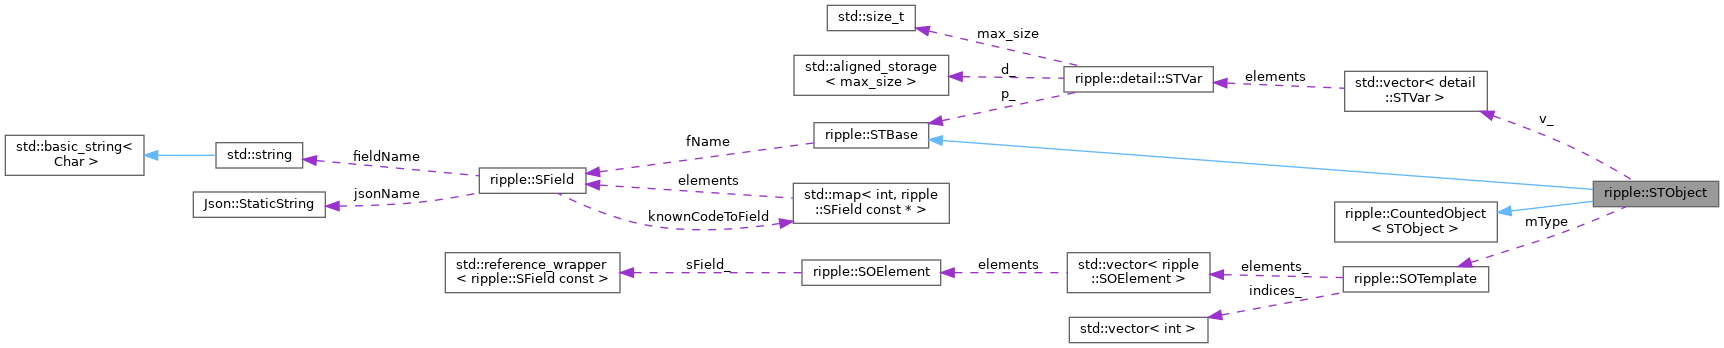 std::size_t
max_size
std::aligned_storage
< max_size >
d_
ripple::detail::STVar
elements
std::vector< detail
::STVar >
p_
v_
std::basic_string<
Char >
std::string
fieldName
fName
ripple::STBase
ripple::SField
elements
std::map< int, ripple
::SField const * >
ripple::STObject
Json::StaticString
jsonName
knownCodeToField
ripple::CountedObject
< STObject >
mType
std::reference_wrapper
< ripple::SField const >
sField_
ripple::SOElement
elements
std::vector< ripple
::SOElement >
elements_
ripple::SOTemplate
indices_
std::vector< int >